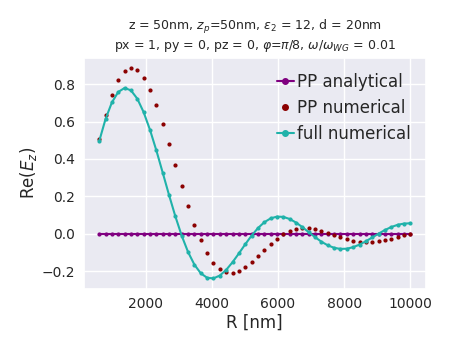 z = 50nm, z_p=50nm, ε_2 = 12, d = 20nm
px = 1, py = 0, pz = 0, φ=π/8, ω/ω_WG = 0.01
PP analytical
PP numerical
full numerical
Re(E_z)
0.8
0.6
0.4
0.2
0.0
−0.2
2000 4000 6000 8000 10000
R [nm]